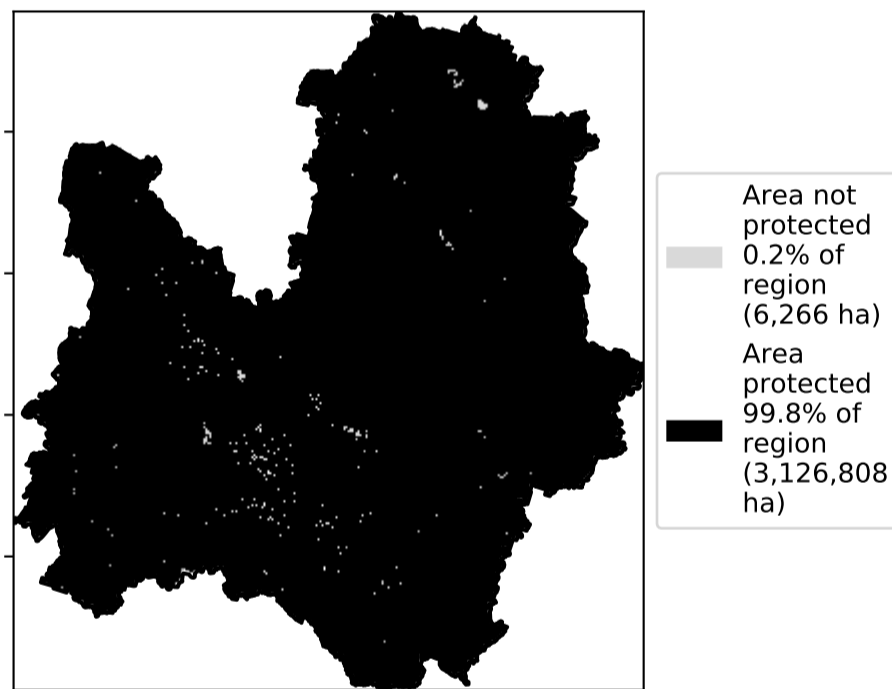 Area not
protected
0.2% of
region
(6,266 ha)
Area
protected
99.8% of
region
(3,126,808
ha)